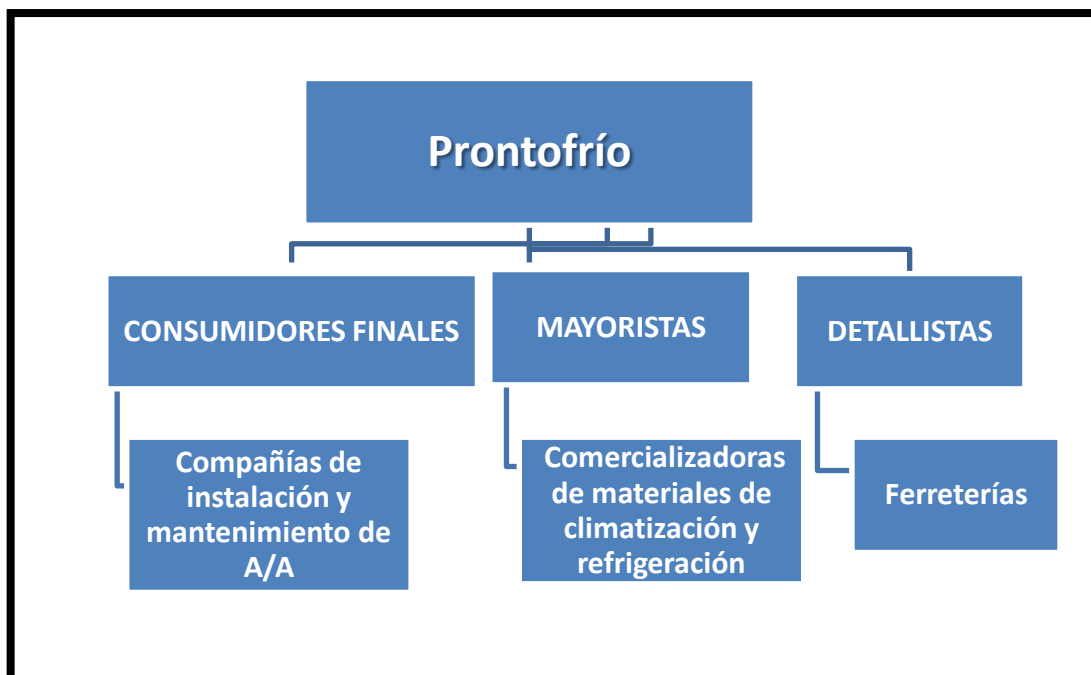 Prontofrío
CONSUMIDORES FINALES
MAYORISTAS
DETALLISTAS
Compañías de
instalación y
mantenimiento de
A/A
Comercializadoras
de materiales de
climatización y
refrigeración
Ferreterías